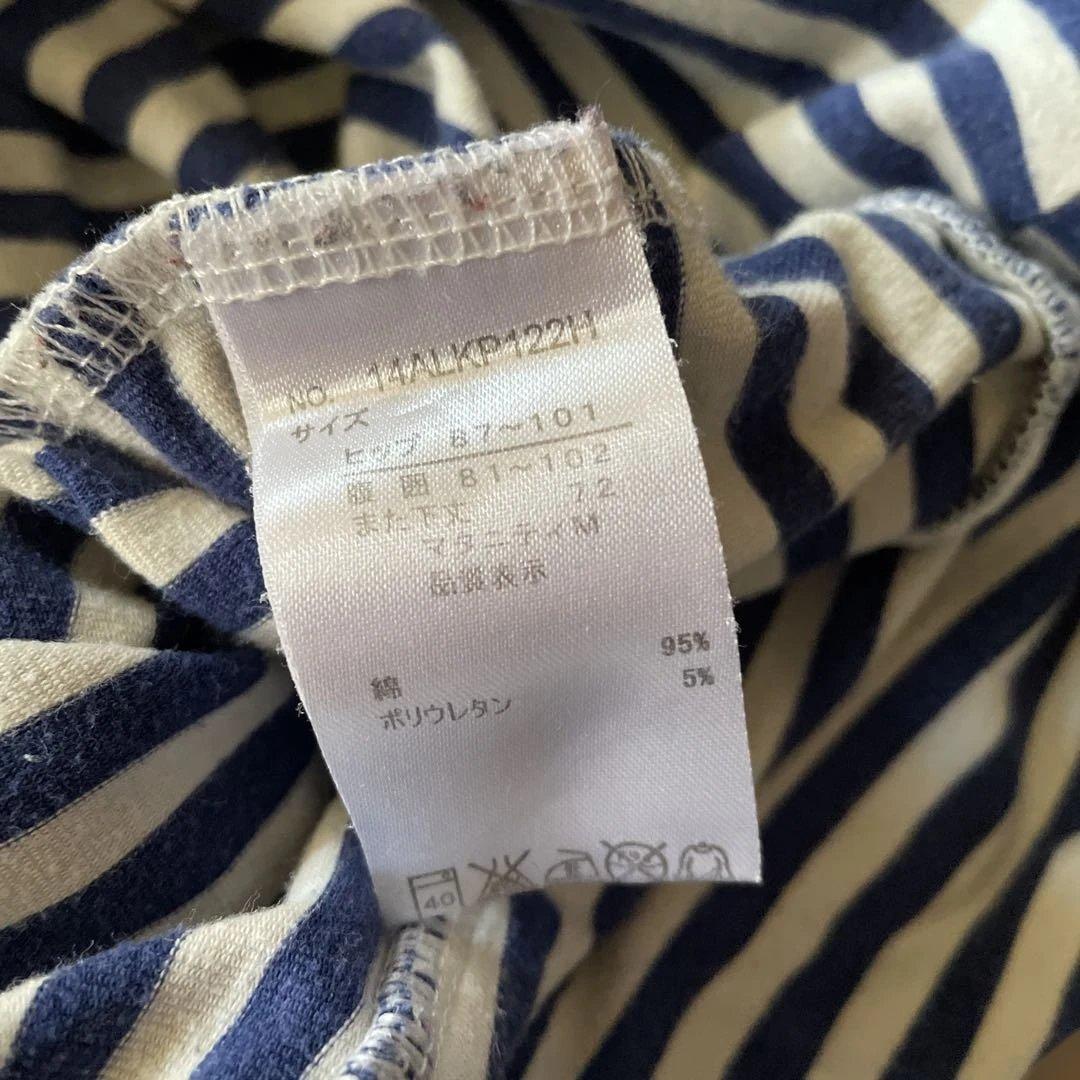 NO. 14ALKP122H
サイズ
ヒップ 87～101
腹囲 81～102
また下丈 72
マタニティM
品質表示
綿 95%
ポリウレタン 5%
40